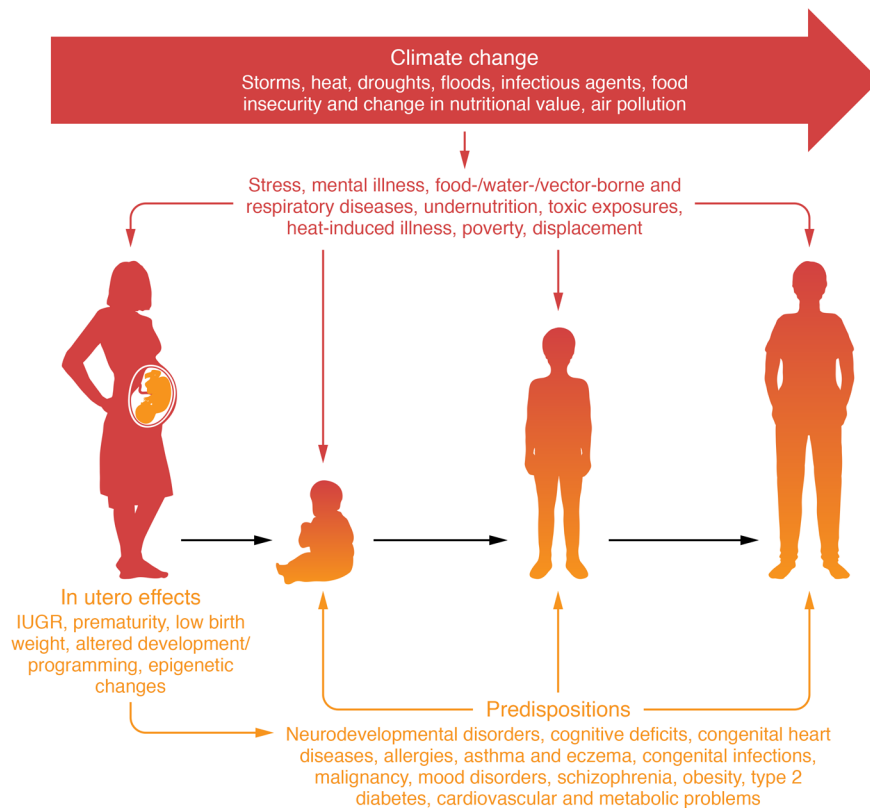 Climate change
Storms, heat, droughts, floods, infectious agents, food
insecurity and change in nutritional value, air pollution
Stress, mental illness, food-/water-/vector-borne and
respiratory diseases, undernutrition, toxic exposures,
heat-induced illness, poverty, displacement
In utero effects
IUGR, prematurity, low birth
weight, altered development/
programming, epigenetic
changes
Predispositions
Neurodevelopmental disorders, cognitive deficits, congenital heart
diseases, allergies, asthma and eczema, congenital infections,
malignancy, mood disorders, schizophrenia, obesity, type 2
diabetes, cardiovascular and metabolic problems